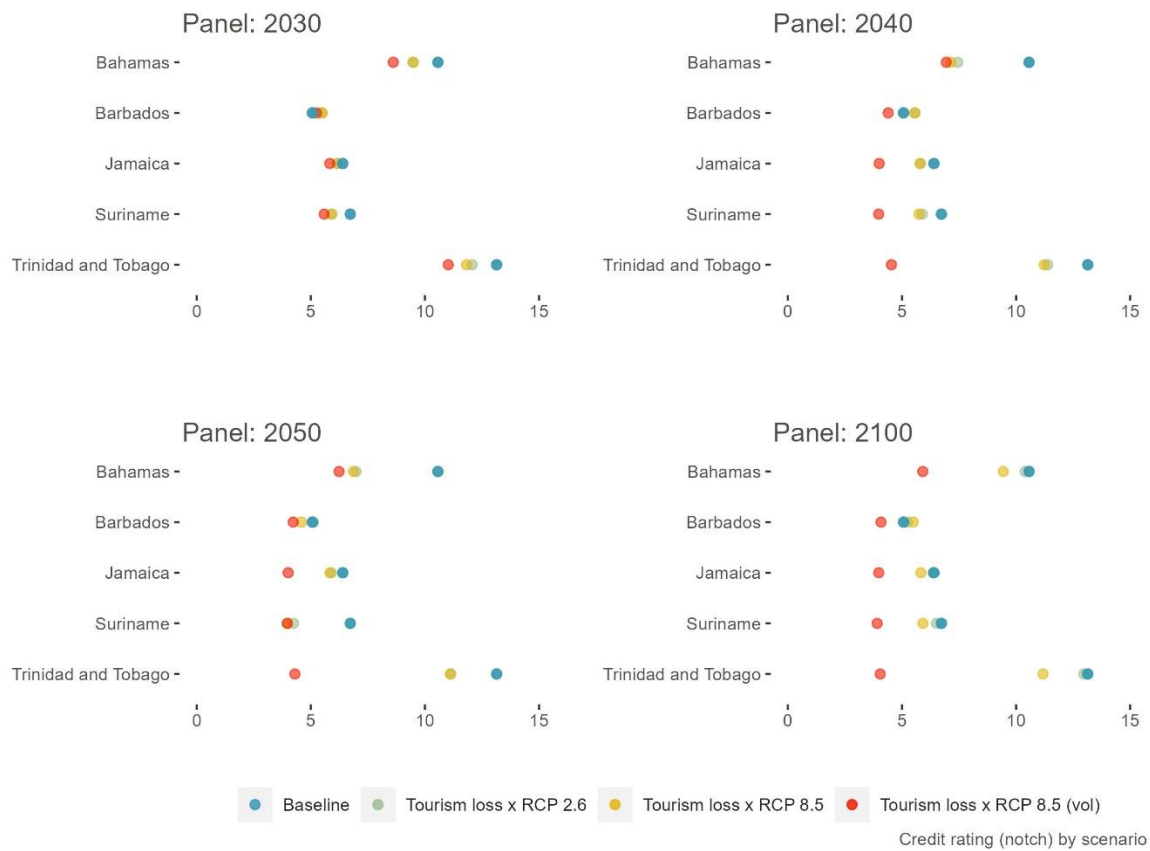 Panel: 2030
Bahamas
Barbados
Jamaica
Suriname
Trinidad and Tobago
0 5 10 15
Panel: 2040
Bahamas
Barbados
Jamaica
Suriname
Trinidad and Tobago
0 5 10 15
Panel: 2050
Bahamas
Barbados
Jamaica
Suriname
Trinidad and Tobago
0 5 10 15
Panel: 2100
Bahamas
Barbados
Jamaica
Suriname
Trinidad and Tobago
0 5 10 15
Baseline Tourism loss x RCP 2.6 Tourism loss x RCP 8.5 Tourism loss x RCP 8.5 (vol)
Credit rating (notch) by scenario